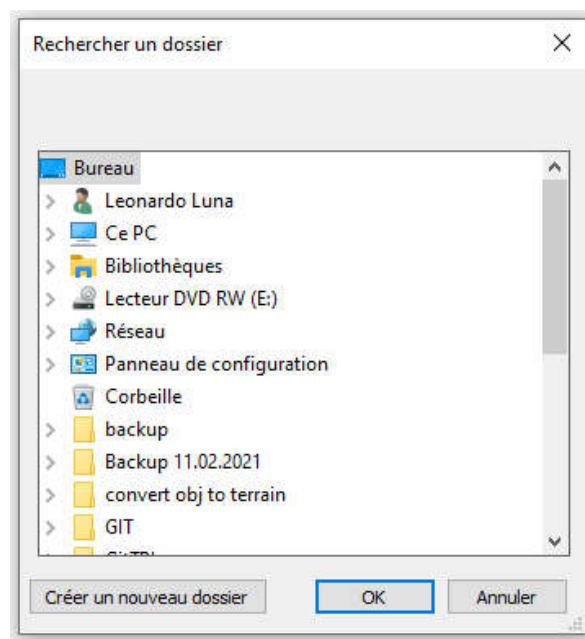 Rechercher un dossier
Bureau
Leonardo Luna
Ce PC
Bibliothèques
Lecteur DVD RW (E:)
Réseau
Panneau de configuration
Corbeille
backup
Backup 11.02.2021
convert obj to terrain
GIT
Créer un nouveau dossier
OK
Annuler